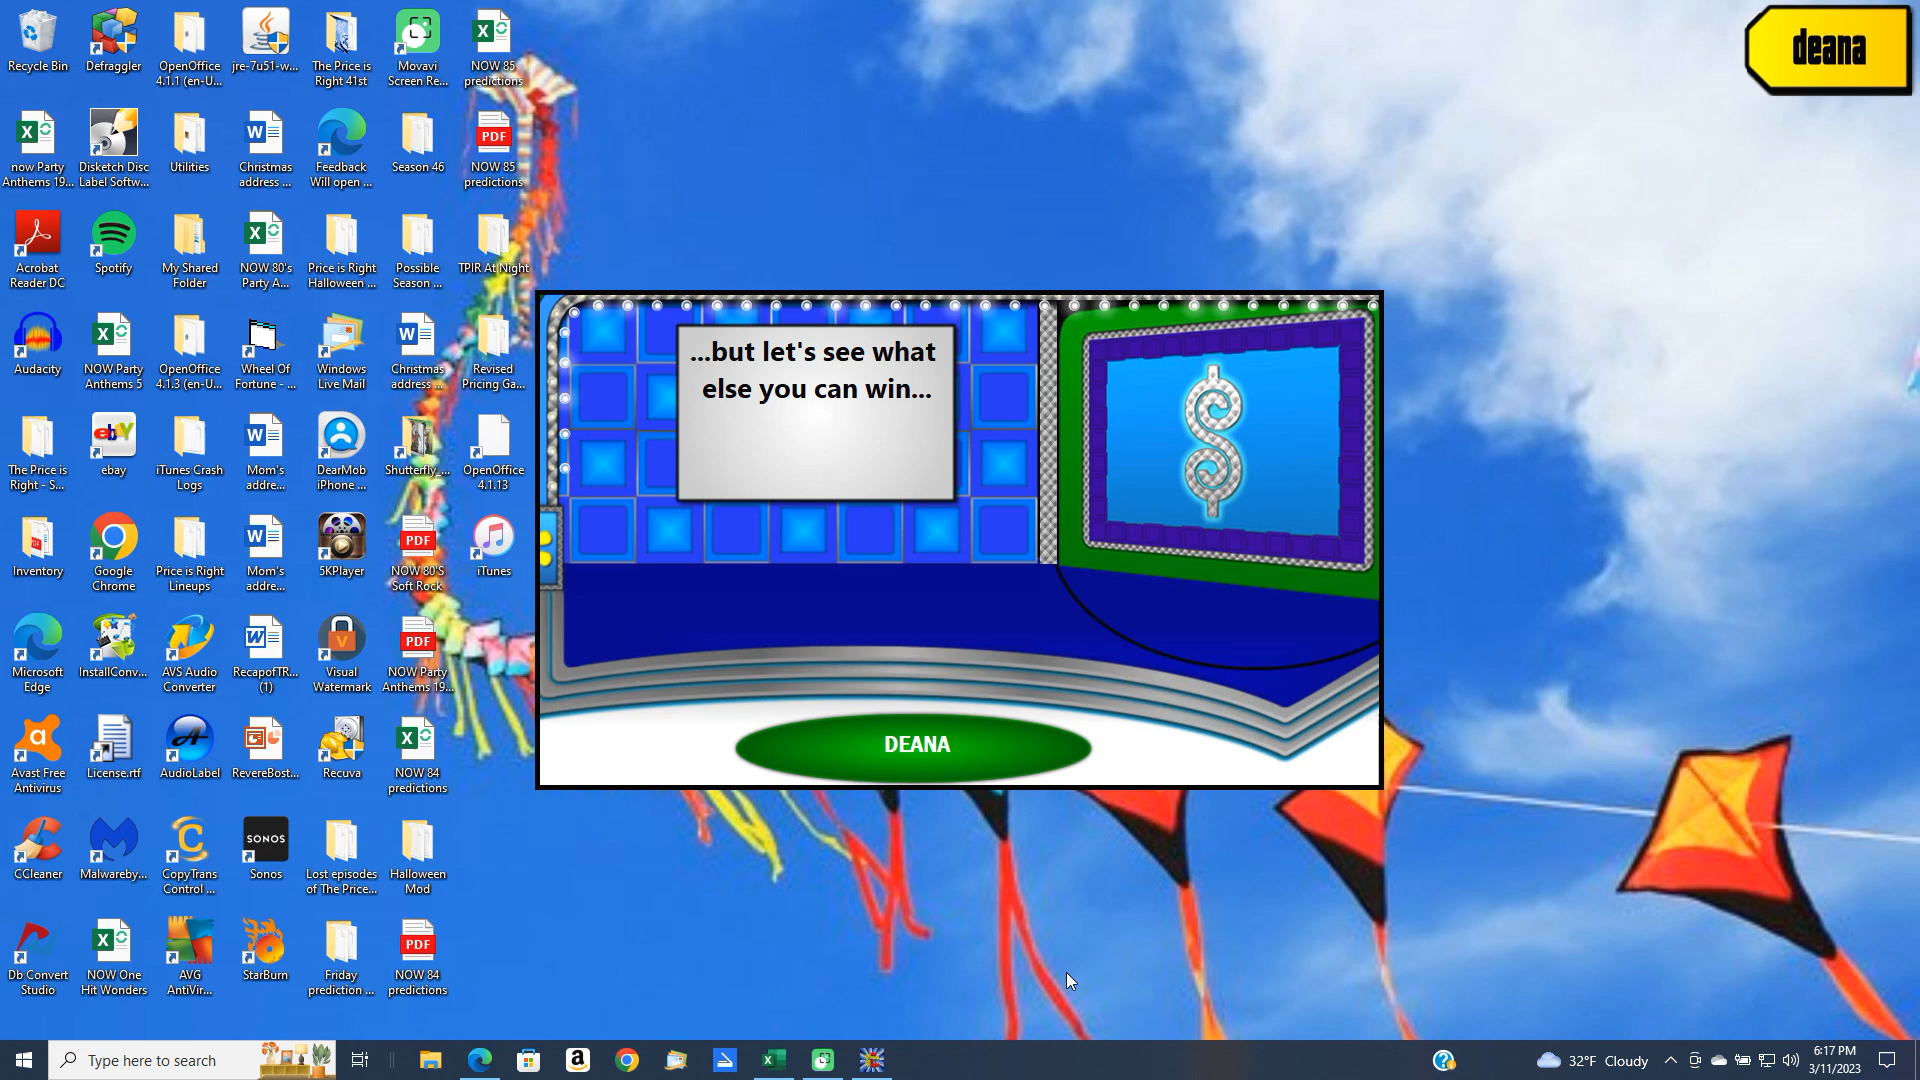 Recycle Bin
Defraggler
OpenOffice
4.1.1 (en-U...
jre-7u51-w...
The Price is
Right 41st
Movavi
Screen Re...
NOW 85
predictions
deana
now Party
Anthems 19...
Disketch Disc
Label Softw...
Utilities
Christmas
address ...
Feedback
Will open ...
Season 46
PDF
NOW 85
predictions
Acrobat
Reader DC
Spotify
My Shared
Folder
NOW 80's
Party A...
Price is Right
Halloween ...
Possible
Season ...
TPIR At Night
Audacity
NOW Party
Anthems 5
OpenOffice
4.1.3 (en-U...
Wheel Of
Fortune - ...
Windows
Live Mail
Christmas
address ...
Revised
Pricing Ga...
...but let's see what
else you can win...
The Price is
Right - S...
ebay
ebay
iTunes Crash
Logs
Mom's
addre...
DearMob
iPhone ...
Shutterfly_...
OpenOffice
4.1.13
Inventory
Google
Chrome
Price is Right
Lineups
Mom's
addre...
5KPlayer
PDF
NOW 80'S
Soft Rock
iTunes
Microsoft
Edge
InstallConv...
AVS Audio
Converter
RecapofTR...
(1)
Visual
Watermark
PDF
NOW Party
Anthems 19...
DEANA
Avast Free
Antivirus
License.rtf
AudioLabel
RevereBost...
Recuva
NOW 84
predictions
CCleaner
Malwareby...
CopyTrans
Control ...
SONOS
Sonos
Lost episodes
of The Price...
Halloween
Mod
Db Convert
Studio
NOW One
Hit Wonders
AVG
AntiVir...
StarBurn
Friday
prediction ...
PDF
NOW 84
predictions
Type here to search
32°F Cloudy
6:17 PM
3/11/2023